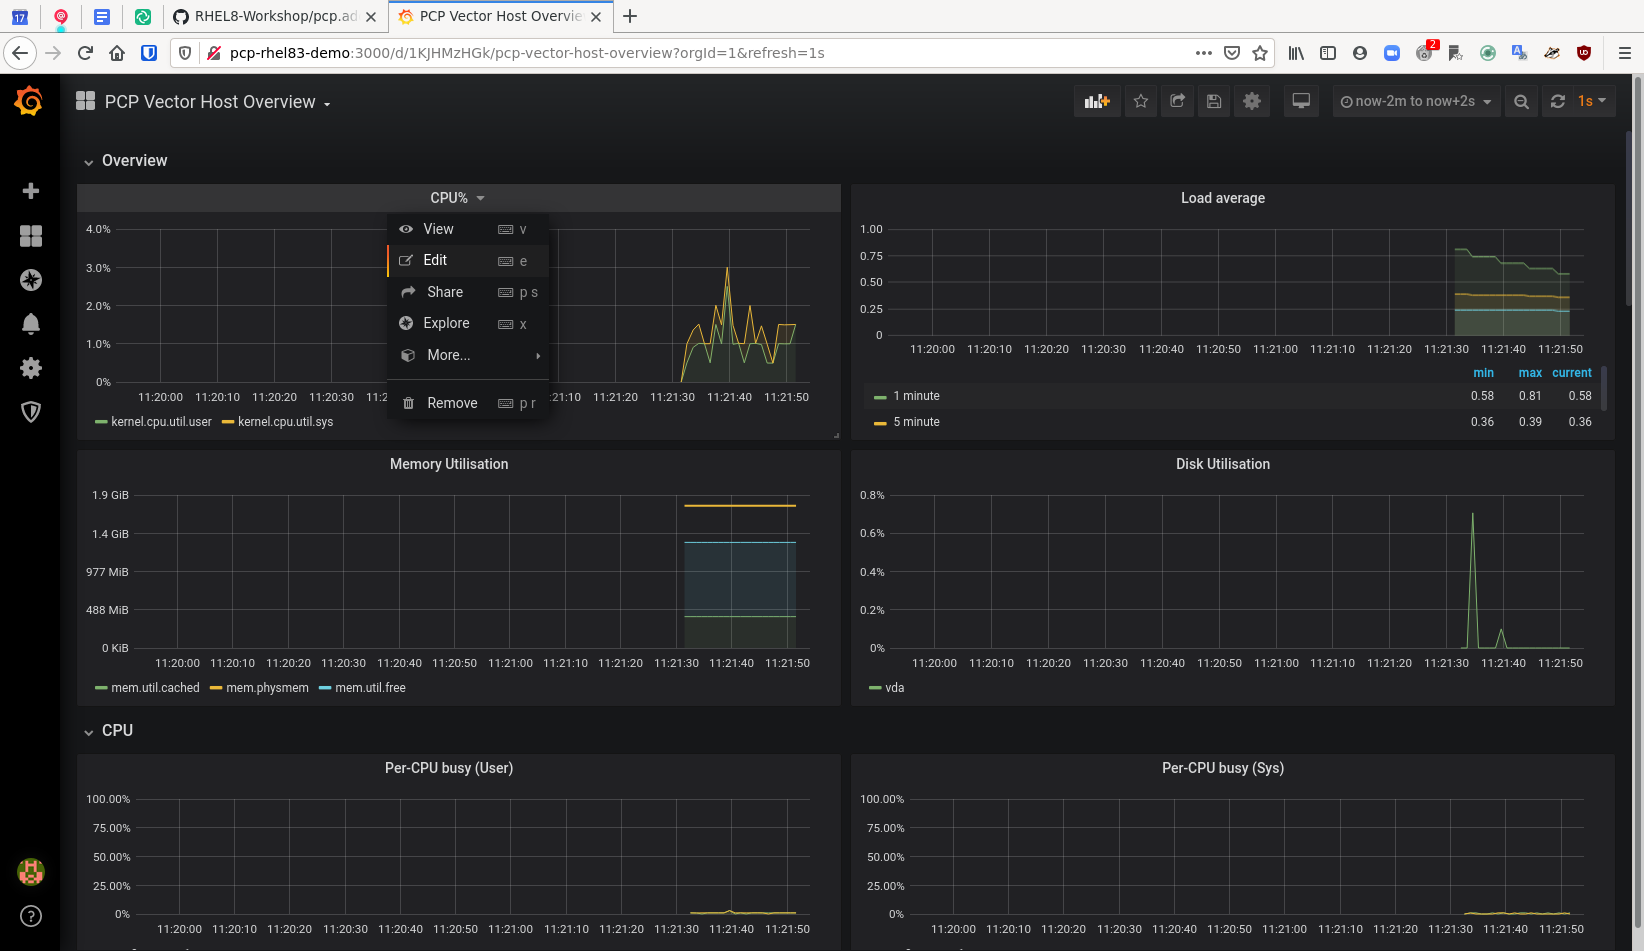 17
RHEL8-Workshop/pcp.ad
PCP Vector Host Overvie
pcp-rhel83-demo:3000/d/1KJHMzHGk/pcp-vector-host-overview?orgId=1&refresh=1s
2
PCP Vector Host Overview
now-2m to now+2s
1s
Overview
CPU%
4.0%
3.0%
2.0%
1.0%
0%
11:20:00 11:20:10 11:20:20 11:20:30 11:2 :21:10 11:21:20 11:21:30 11:21:40 11:21:50
kernel.cpu.util.user kernel.cpu.util.sys
View v
Edit e
Share p s
Explore x
More...
Remove p r
Load average
1.00
0.75
0.50
0.25
0
11:20:00 11:20:10 11:20:20 11:20:30 11:20:40 11:20:50 11:21:00 11:21:10 11:21:20 11:21:30 11:21:40 11:21:50
min max current
1 minute 0.58 0.81 0.58
5 minute 0.36 0.39 0.36
Memory Utilisation
1.9 GiB
1.4 GiB
977 MiB
488 MiB
0 KiB
11:20:00 11:20:10 11:20:20 11:20:30 11:20:40 11:20:50 11:21:00 11:21:10 11:21:20 11:21:30 11:21:40 11:21:50
mem.util.cached mem.physmem mem.util.free
Disk Utilisation
0.8%
0.6%
0.4%
0.2%
0%
11:20:00 11:20:10 11:20:20 11:20:30 11:20:40 11:20:50 11:21:00 11:21:10 11:21:20 11:21:30 11:21:40 11:21:50
vda
CPU
Per-CPU busy (User)
100.00%
75.00%
50.00%
25.00%
0%
11:20:00 11:20:10 11:20:20 11:20:30 11:20:40 11:20:50 11:21:00 11:21:10 11:21:20 11:21:30 11:21:40 11:21:50
Per-CPU busy (Sys)
100.00%
75.00%
50.00%
25.00%
0%
11:20:00 11:20:10 11:20:20 11:20:30 11:20:40 11:20:50 11:21:00 11:21:10 11:21:20 11:21:30 11:21:40 11:21:50